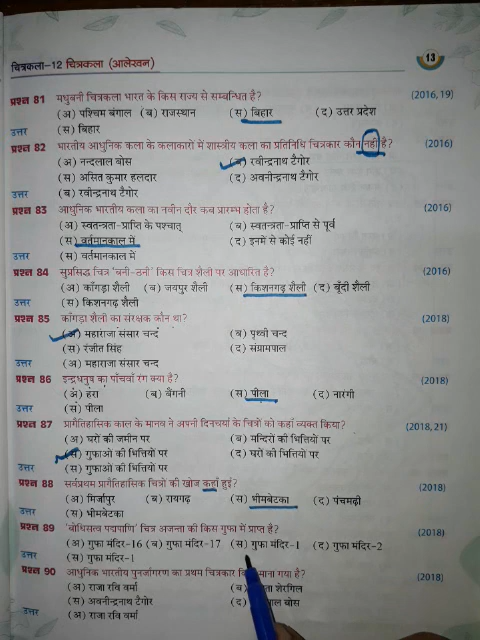 चित्रकला-12 चित्रकला (आलेखन)
13
प्रश्न 81 मधुबनी चित्रकला भारत के किस राज्य से सम्बन्धित है? (2016, 19)
(अ) पश्चिम बंगाल (ब) राजस्थान (स) बिहार (द) उत्तर प्रदेश
उत्तर (स) बिहार
प्रश्न 82 भारतीय आधुनिक कला के कलाकारों में शास्त्रीय कला का प्रतिनिधि चित्रकार कौन नहीं है? (2016)
(अ) नन्दलाल बोस (ब) रवीन्द्रनाथ टैगोर
(स) असित कुमार हलदार (द) अवनीन्द्रनाथ टैगोर
उत्तर (ब) रवीन्द्रनाथ टैगोर
प्रश्न 83 आधुनिक भारतीय कला का नवीन दौर कब प्रारम्भ होता है? (2016)
(अ) स्वतन्त्रता-प्राप्ति के पश्चात् (ब) स्वतन्त्रता-प्राप्ति से पूर्व
(स) वर्तमानकाल में (द) इनमें से कोई नहीं
उत्तर (स) वर्तमानकाल में
प्रश्न 84 सुप्रसिद्ध चित्र 'बनी-ठनी' किस चित्र शैली पर आधारित है? (2016)
(अ) काँगड़ा शैली (ब) जयपुर शैली (स) किशनगढ़ शैली (द) बूँदी शैली
उत्तर (स) किशनगढ़ शैली
प्रश्न 85 काँगड़ा शैली का संरक्षक कौन था? (2018)
(अ) महाराजा संसार चन्द (ब) पृथ्वी चन्द
(स) रंजीत सिंह (द) संग्रामपाल
उत्तर (अ) महाराजा संसार चन्द
प्रश्न 86 इन्द्रधनुष का पाँचवाँ रंग क्या है? (2018)
(अ) हरा (ब) बैंगनी (स) पीला (द) नारंगी
उत्तर (स) पीला
प्रश्न 87 प्रागैतिहासिक काल के मानव ने अपनी दिनचर्या के चित्रों को कहाँ व्यक्त किया? (2018, 21)
(अ) घरों की जमीन पर (ब) मन्दिरों की भित्तियों पर
(स) गुफाओं की भित्तियों पर (द) घरों की भित्तियों पर
उत्तर (स) गुफाओं की भित्तियों पर
प्रश्न 88 सर्वप्रथम प्रागैतिहासिक चित्रों की खोज कहाँ हुई? (2018)
(अ) मिर्जापुर (ब) रायगढ़ (स) भीमबेटका (द) पंचमढ़ी
उत्तर (स) भीमबेटका
प्रश्न 89 'बोधिसत्व पद्मपाणि' चित्र अजन्ता की किस गुफा में प्राप्त है? (2018)
(अ) गुफा मंदिर-16 (ब) गुफा मंदिर-17 (स) गुफा मंदिर-1 (द) गुफा मंदिर-2
उत्तर (स) गुफा मंदिर-1
प्रश्न 90 आधुनिक भारतीय पुनर्जागरण का प्रथम चित्रकार माना गया है? (2018)
(अ) राजा रवि वर्मा (ब) शेरगिल
(स) अवनीन्द्रनाथ टैगोर (द) बोस
उत्तर (अ) राजा रवि वर्मा